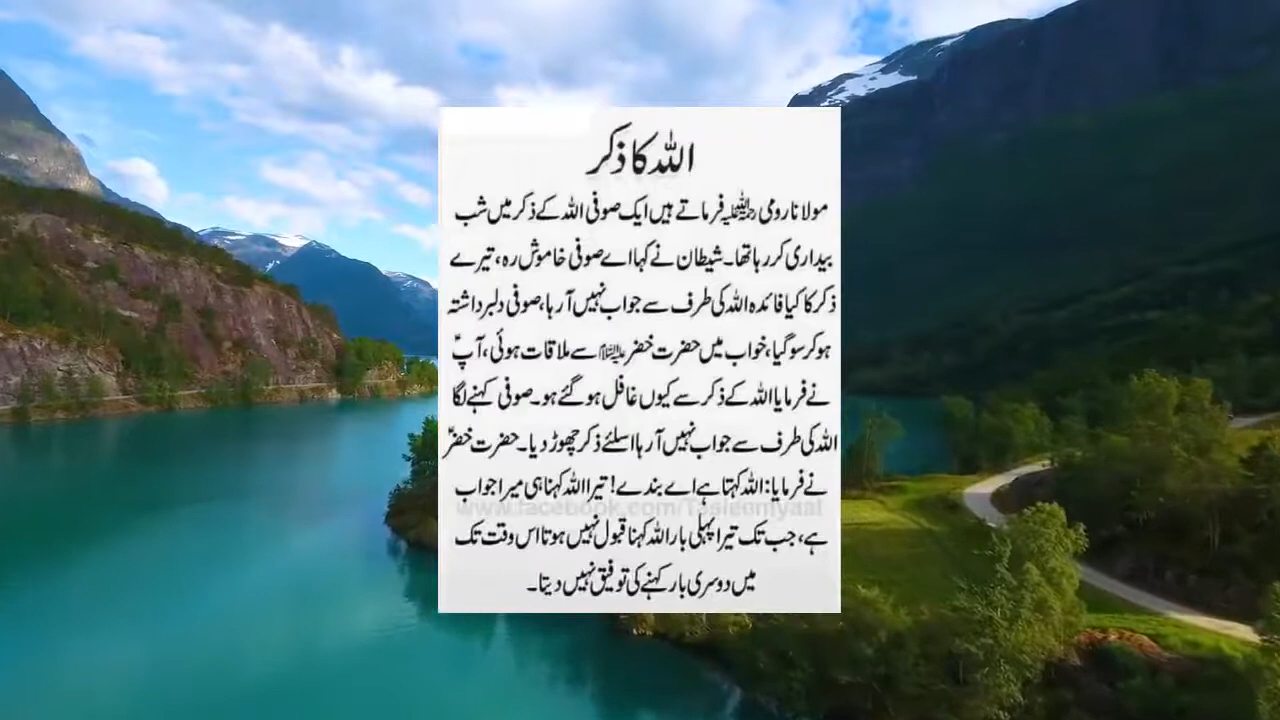 اللہ کا ذکر
مولانا رومی رحمۃ اللہ علیہ فرماتے ہیں ایک صوفی اللہ کے ذکر میں شب
بیداری کر رہا تھا۔ شیطان نے کہا اے صوفی خاموش رہ، تیرے
ذکر کا کیا فائدہ اللہ کی طرف سے جواب نہیں آ رہا، صوفی دلبرداشتہ
ہو کر سو گیا، خواب میں حضرت خضر علیہ السلام سے ملاقات ہوئی، آپؑ
نے فرمایا اللہ کے ذکر سے کیوں غافل ہو گئے ہو۔ صوفی کہنے لگا
اللہ کی طرف سے جواب نہیں آ رہا اسلئے ذکر چھوڑ دیا۔ حضرت خضرؑ
نے فرمایا: اللہ کہتا ہے اے بندے! تیرا اللہ کہنا ہی میرا جواب
ہے، جب تک تیرا پہلی بار اللہ کہنا قبول نہیں ہوتا اس وقت تک
میں دوسری بار کہنے کی توفیق نہیں دیتا۔